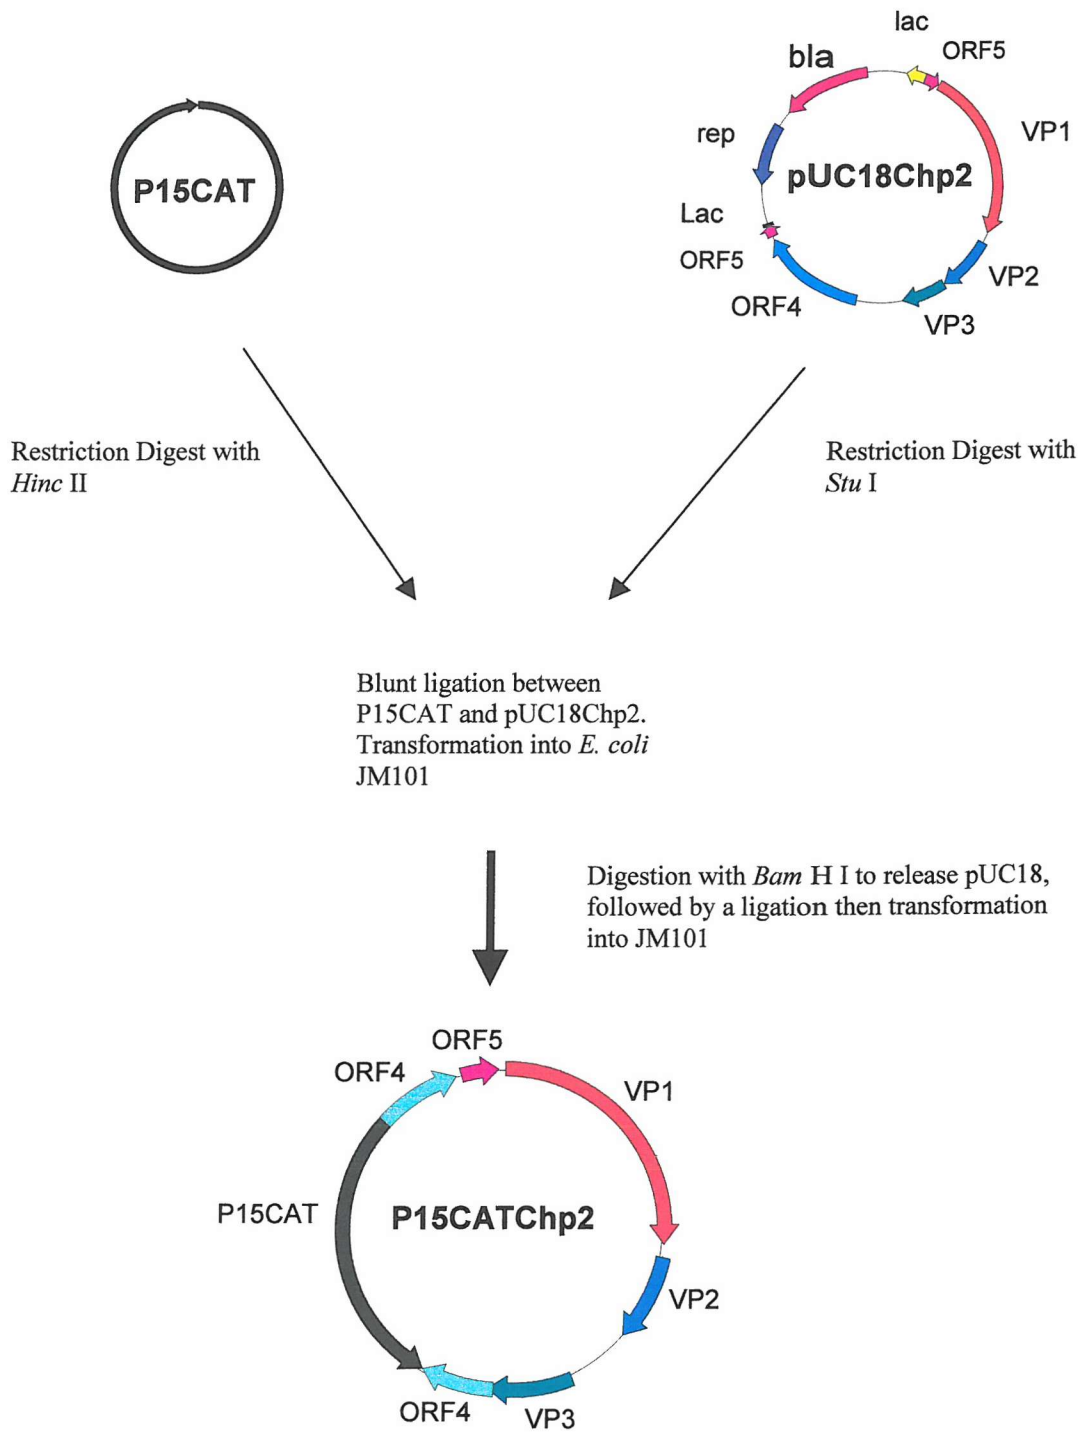 lac
ORF5
bla
VP1
rep
P15CAT
pUC18Chp2
Lac
ORF5
VP2
ORF4
VP3
Restriction Digest with
Hinc II
Restriction Digest with
Stu I
Blunt ligation between
P15CAT and pUC18Chp2.
Transformation into E. coli
JM101
Digestion with Bam H I to release pUC18,
followed by a ligation then transformation
into JM101
ORF5
ORF4
VP1
P15CAT
P15CATChp2
VP2
ORF4
VP3